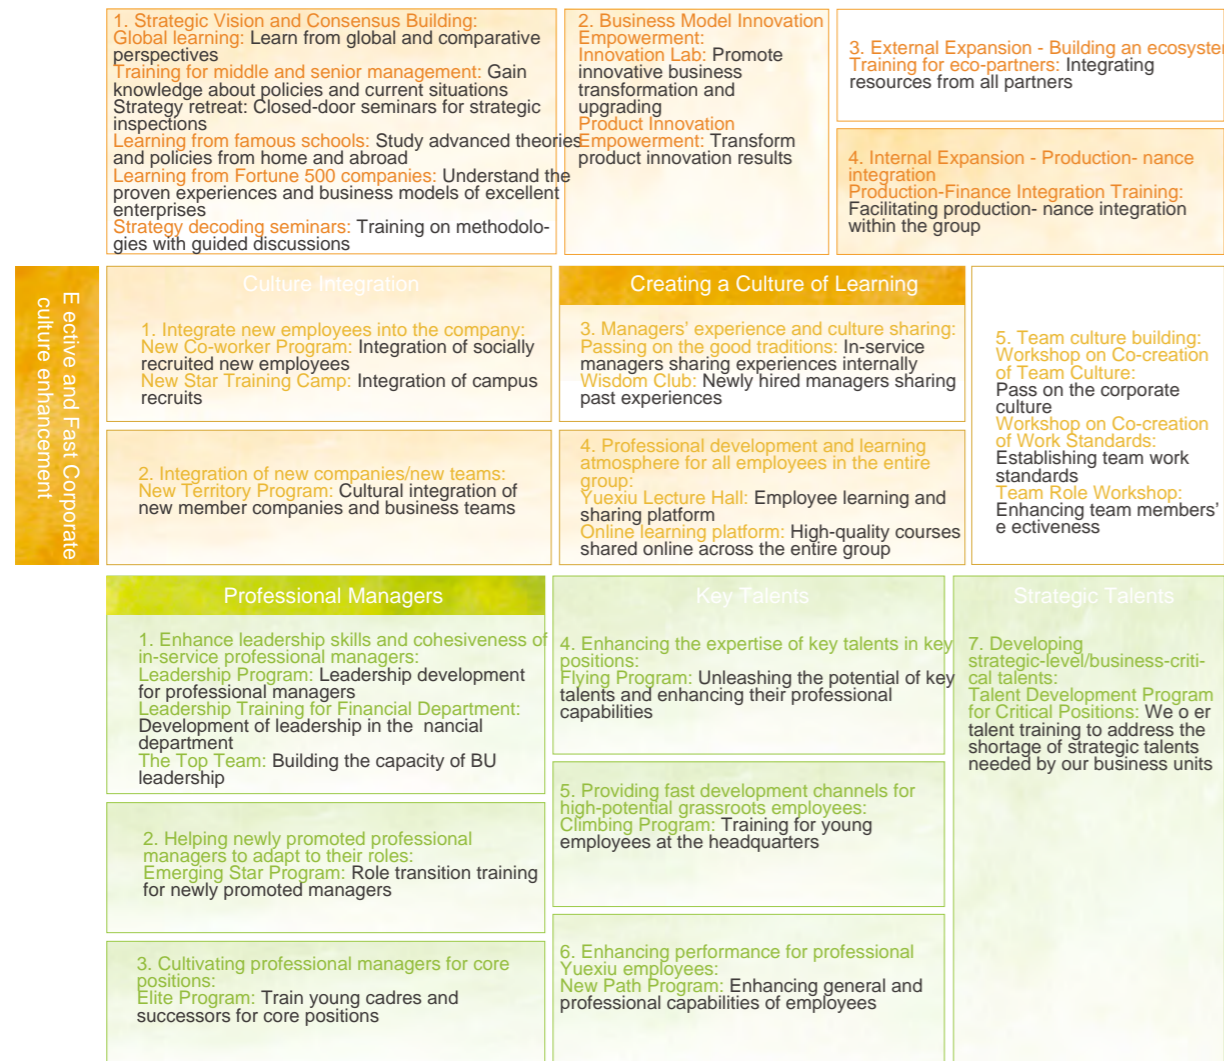 1. Strategic Vision and Consensus Building:
Global learning: Learn from global and comparative
perspectives
Training for middle and senior management: Gain
knowledge about policies and current situations
Strategy retreat: Closed-door seminars for strategic
inspections
Learning from famous schools: Study advanced theories
and policies from home and abroad
Learning from Fortune 500 companies: Understand the
proven experiences and business models of excellent
enterprises
Strategy decoding seminars: Training on methodolo-
gies with guided discussions
2. Business Model Innovation
Empowerment:
Innovation Lab: Promote
innovative business
transformation and
upgrading
Product Innovation
Empowerment: Transform
product innovation results
3. External Expansion - Building an ecosyste
Training for eco-partners: Integrating
resources from all partners
4. Internal Expansion - Production- nance
integration
Production-Finance Integration Training:
Facilitating production- nance integration
within the group
E ective and Fast Corporate
culture enhancement
Culture Integration
1. Integrate new employees into the company:
New Co-worker Program: Integration of socially
recruited new employees
New Star Training Camp: Integration of campus
recruits
2. Integration of new companies/new teams:
New Territory Program: Cultural integration of
new member companies and business teams
Creating a Culture of Learning
3. Managers' experience and culture sharing:
Passing on the good traditions: In-service
managers sharing experiences internally
Wisdom Club: Newly hired managers sharing
past experiences
4. Professional development and learning
atmosphere for all employees in the entire
group:
Yuexiu Lecture Hall: Employee learning and
sharing platform
Online learning platform: High-quality courses
shared online across the entire group
5. Team culture building:
Workshop on Co-creation
of Team Culture:
Pass on the corporate
culture
Workshop on Co-creation
of Work Standards:
Establishing team work
standards
Team Role Workshop:
Enhancing team members'
e ectiveness
Professional Managers
1. Enhance leadership skills and cohesiveness of
in-service professional managers:
Leadership Program: Leadership development
for professional managers
Leadership Training for Financial Department:
Development of leadership in the  nancial
department
The Top Team: Building the capacity of BU
leadership
2. Helping newly promoted professional
managers to adapt to their roles:
Emerging Star Program: Role transition training
for newly promoted managers
3. Cultivating professional managers for core
positions:
Elite Program: Train young cadres and
successors for core positions
Key Talents
4. Enhancing the expertise of key talents in key
positions:
Flying Program: Unleashing the potential of key
talents and enhancing their professional
capabilities
5. Providing fast development channels for
high-potential grassroots employees:
Climbing Program: Training for young
employees at the headquarters
6. Enhancing performance for professional
Yuexiu employees:
New Path Program: Enhancing general and
professional capabilities of employees
Strategic Talents
7. Developing
strategic-level/business-criti-
cal talents:
Talent Development Program
for Critical Positions: We o er
talent training to address the
shortage of strategic talents
needed by our business units